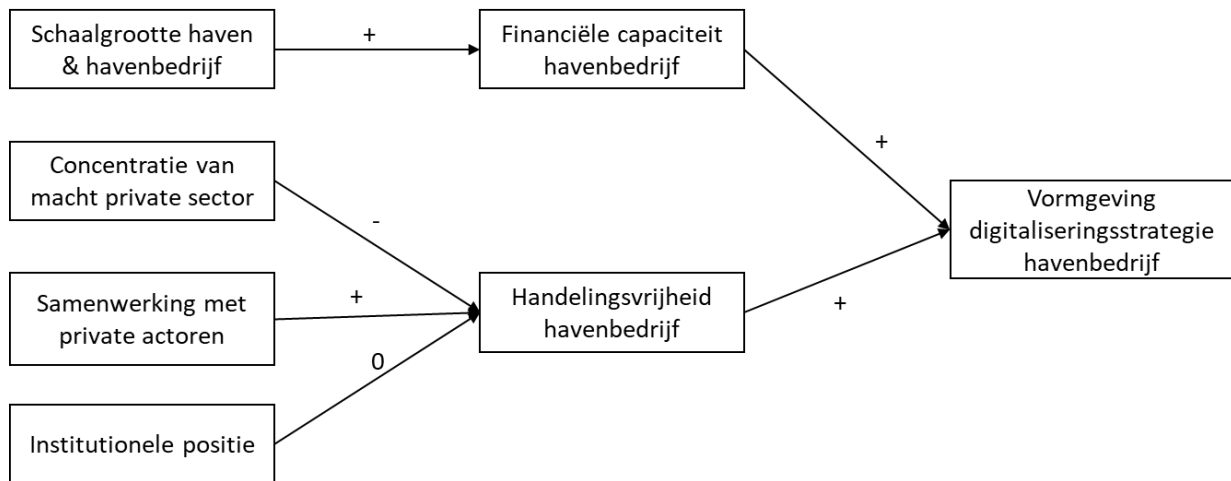 Schaalgrootte haven
& havenbedrijf
+
Financiële capaciteit
havenbedrijf
+
Concentratie van
macht private sector
-
Vormgeving
digitaliseringsstrategie
havenbedrijf
Samenwerking met
private actoren
+
Handelingsvrijheid
havenbedrijf
+
0
Institutionele positie